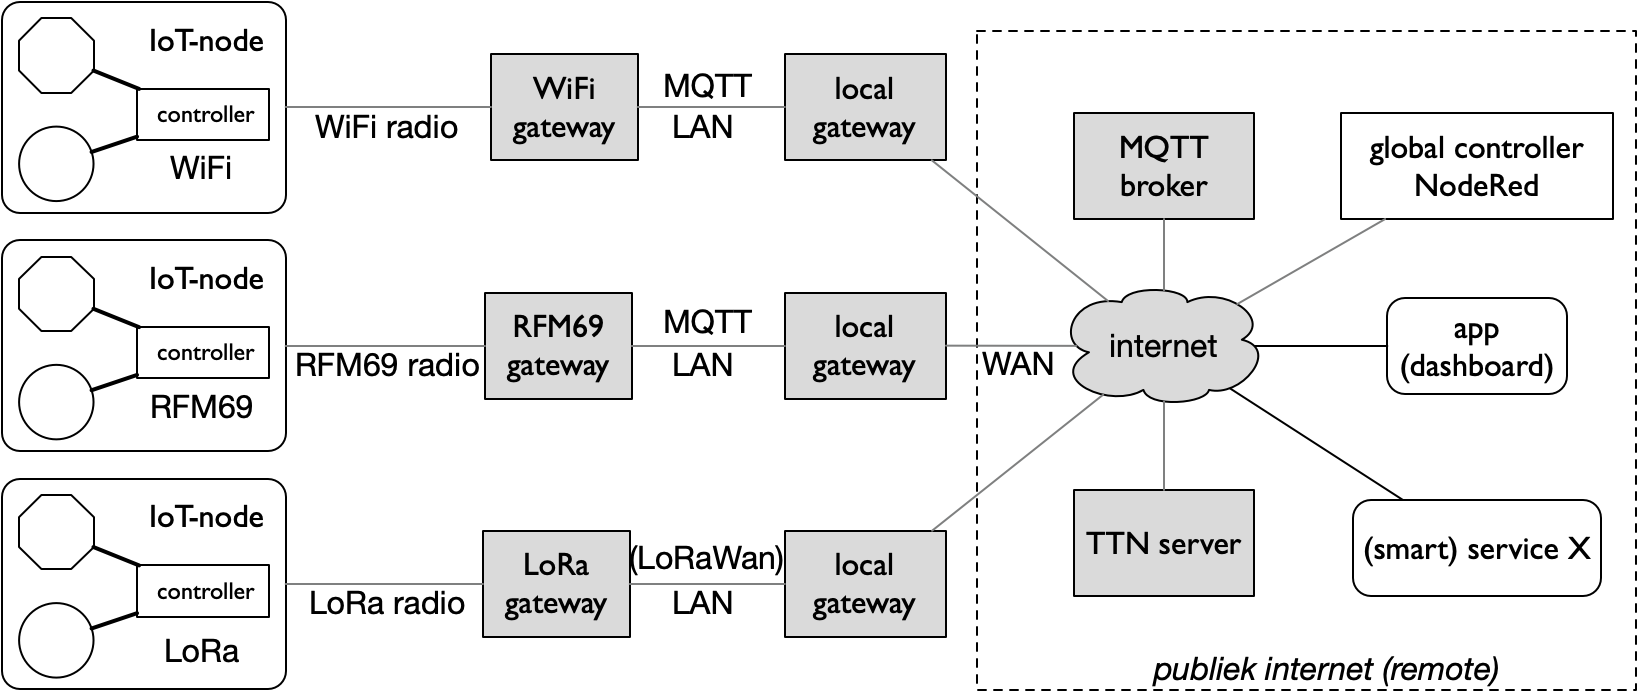 IoT-node
controller
WiFi
WiFi radio
WiFi
gateway
MQTT
LAN
local
gateway
IoT-node
controller
RFM69
RFM69 radio
RFM69
gateway
MQTT
LAN
local
gateway
WAN
IoT-node
controller
LoRa
LoRa radio
LoRa
gateway
(LoRaWan)
LAN
local
gateway
MQTT
broker
global controller
NodeRed
internet
app
(dashboard)
TTN server
(smart) service X
publiek internet (remote)